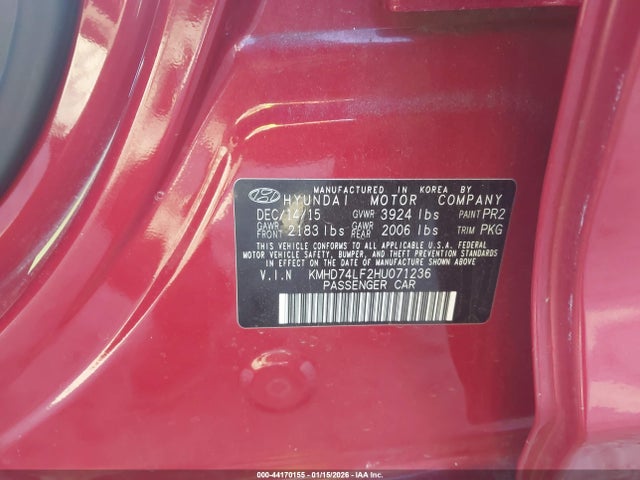 MANUFACTURED IN KOREA BY
HYUNDAI MOTOR COMPANY
DEC/14/15 GVWR 3924 lbs PAINT PR2
GAWR FRONT 2183 lbs GAWR REAR 2006 lbs TRIM PKG
THIS VEHICLE CONFORMS TO ALL APPLICABLE U.S.A. FEDERAL
MOTOR VEHICLE SAFETY, BUMPER, AND THEFT PREVENTION STANDARDS
IN EFFECT ON THE DATE OF MANUFACTURE SHOWN ABOVE.
V.I.N KMHD74LF2HU071236
PASSENGER CAR
000-44170155 - 01/15/2026 - COPART/IAA